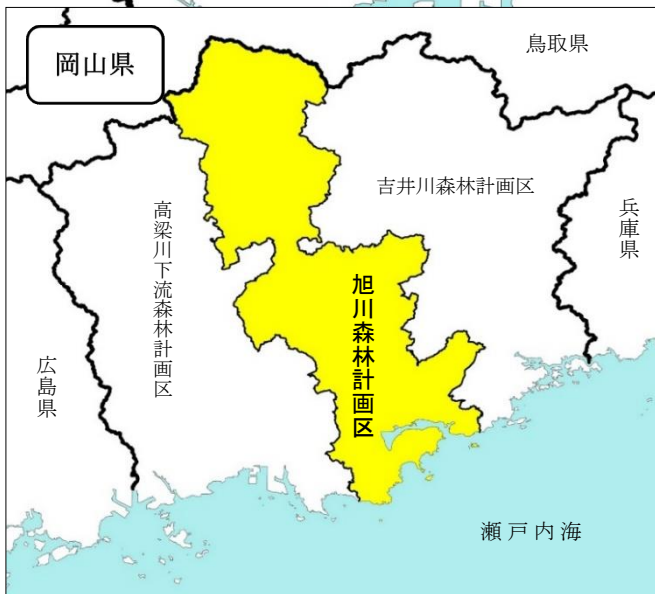 岡山県
鳥取県
吉井川森林計画区
兵庫県
高梁川下流森林計画区
旭川森林計画区
広島県
瀬戸内海